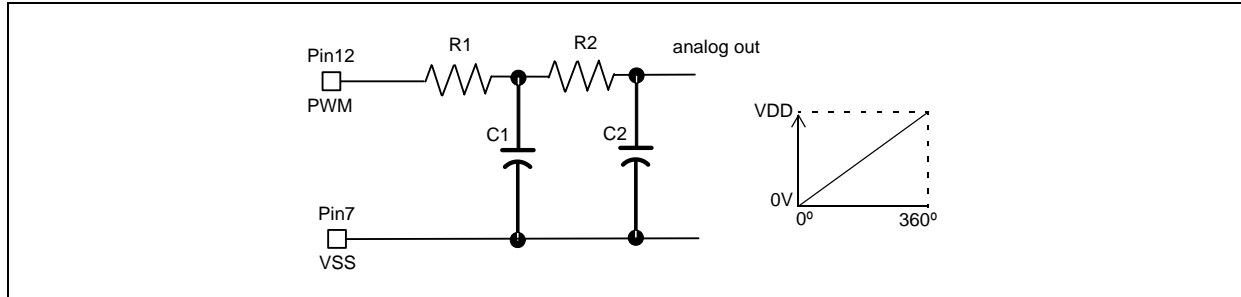 R1
R2
analog out
Pin12
PWM
C1
C2
VDD
0V
0º
360º
Pin7
VSS